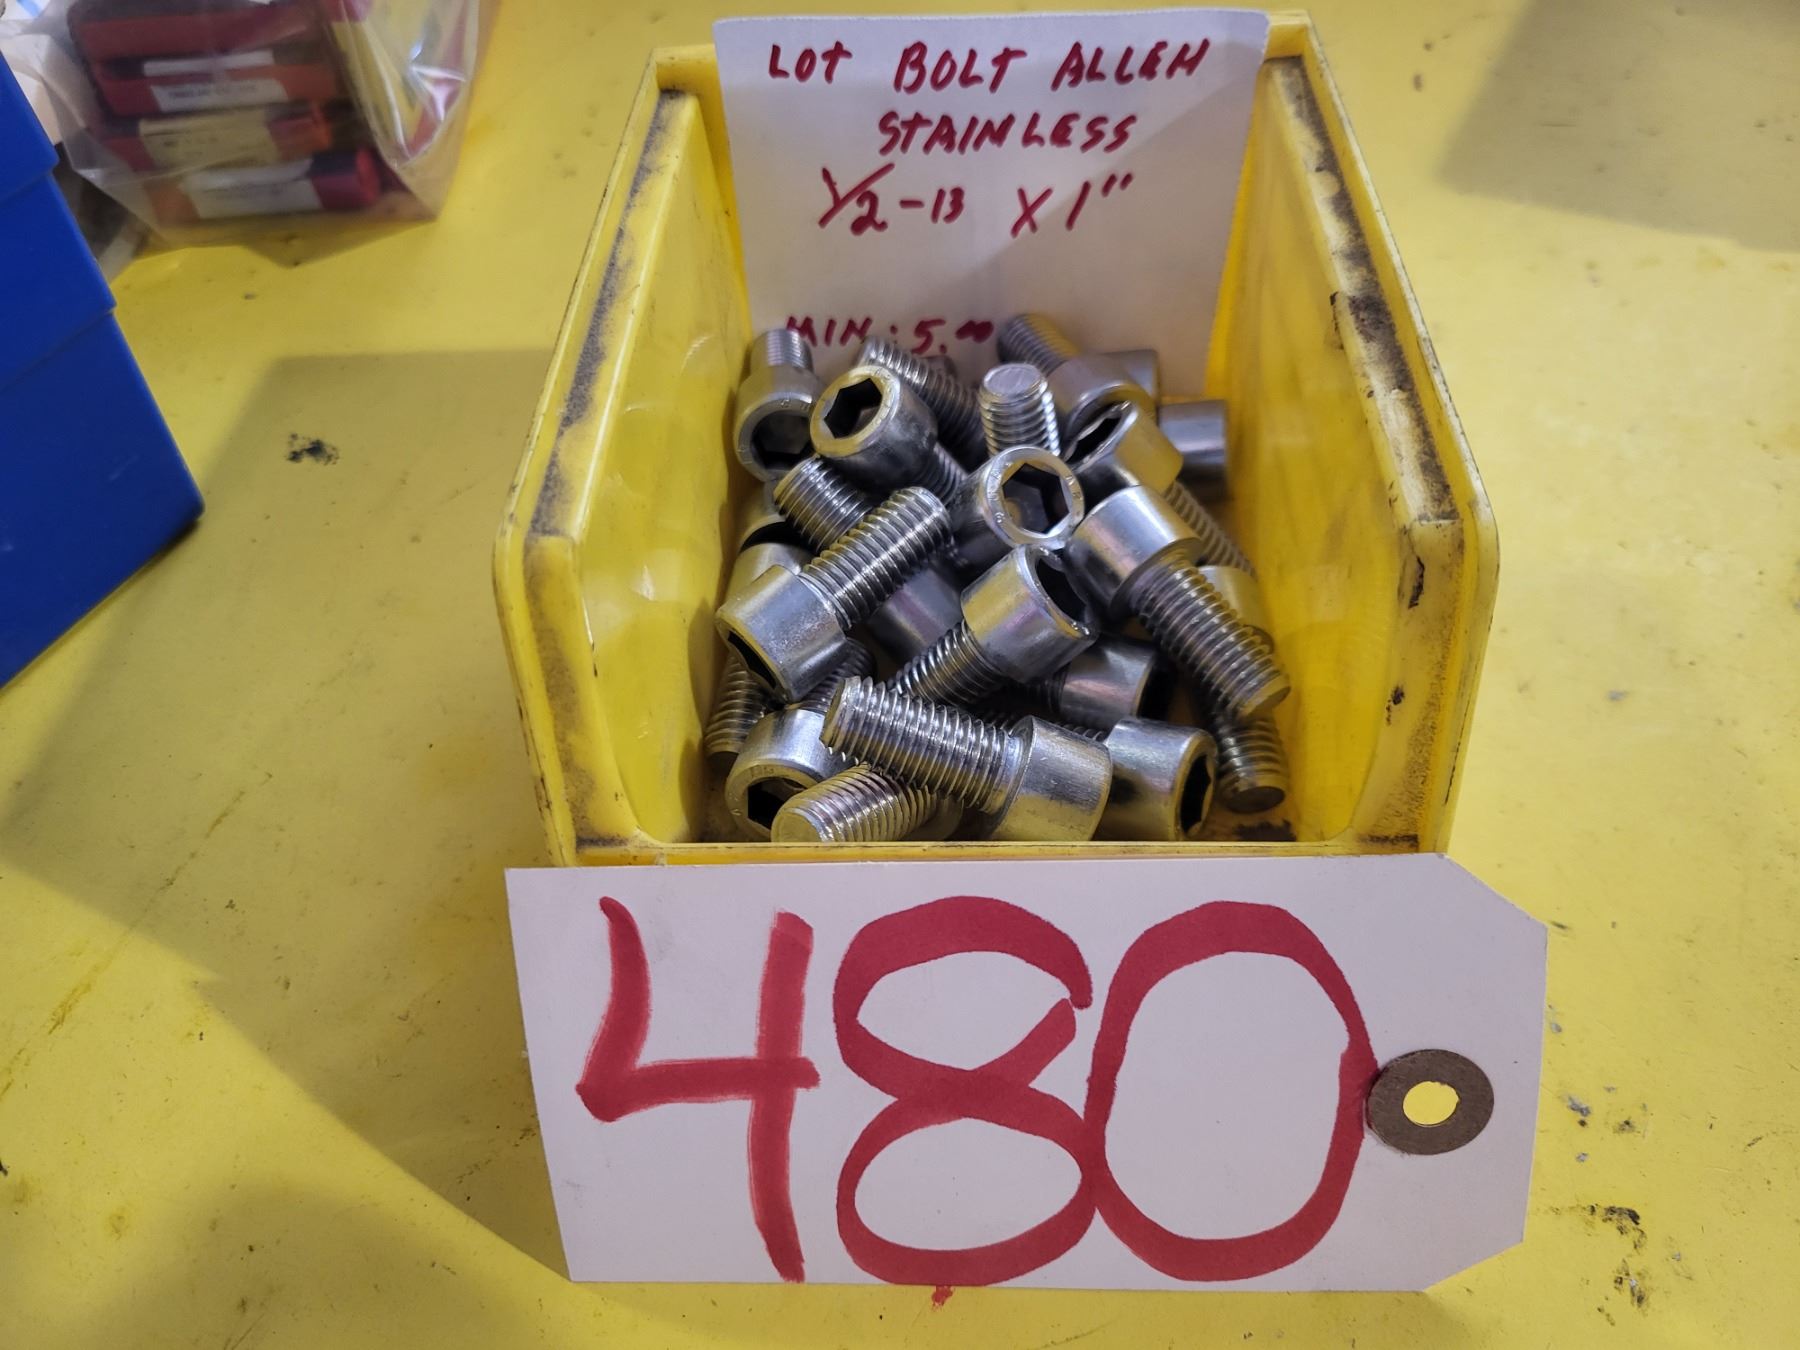 LOT BOLT ALLEN
STAINLESS
1/2-13 X 1"
MIN: 5.00
480